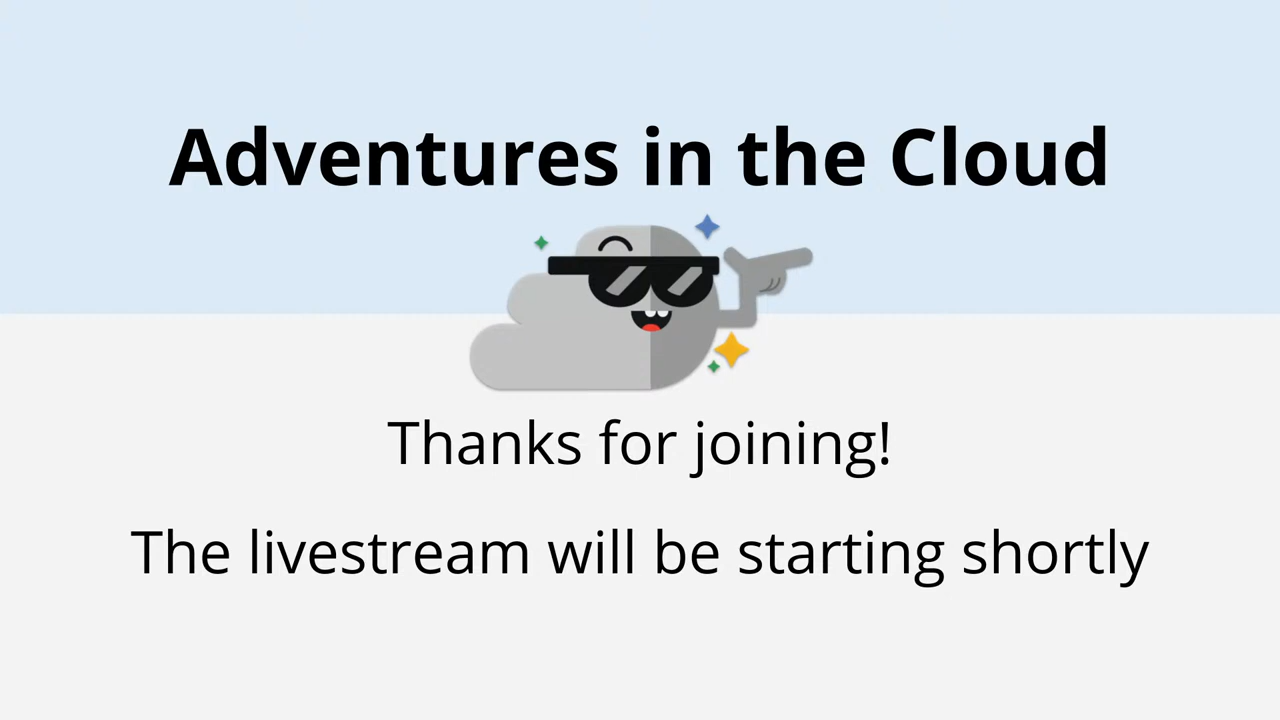 Adventures in the Cloud
Thanks for joining!
The livestream will be starting shortly